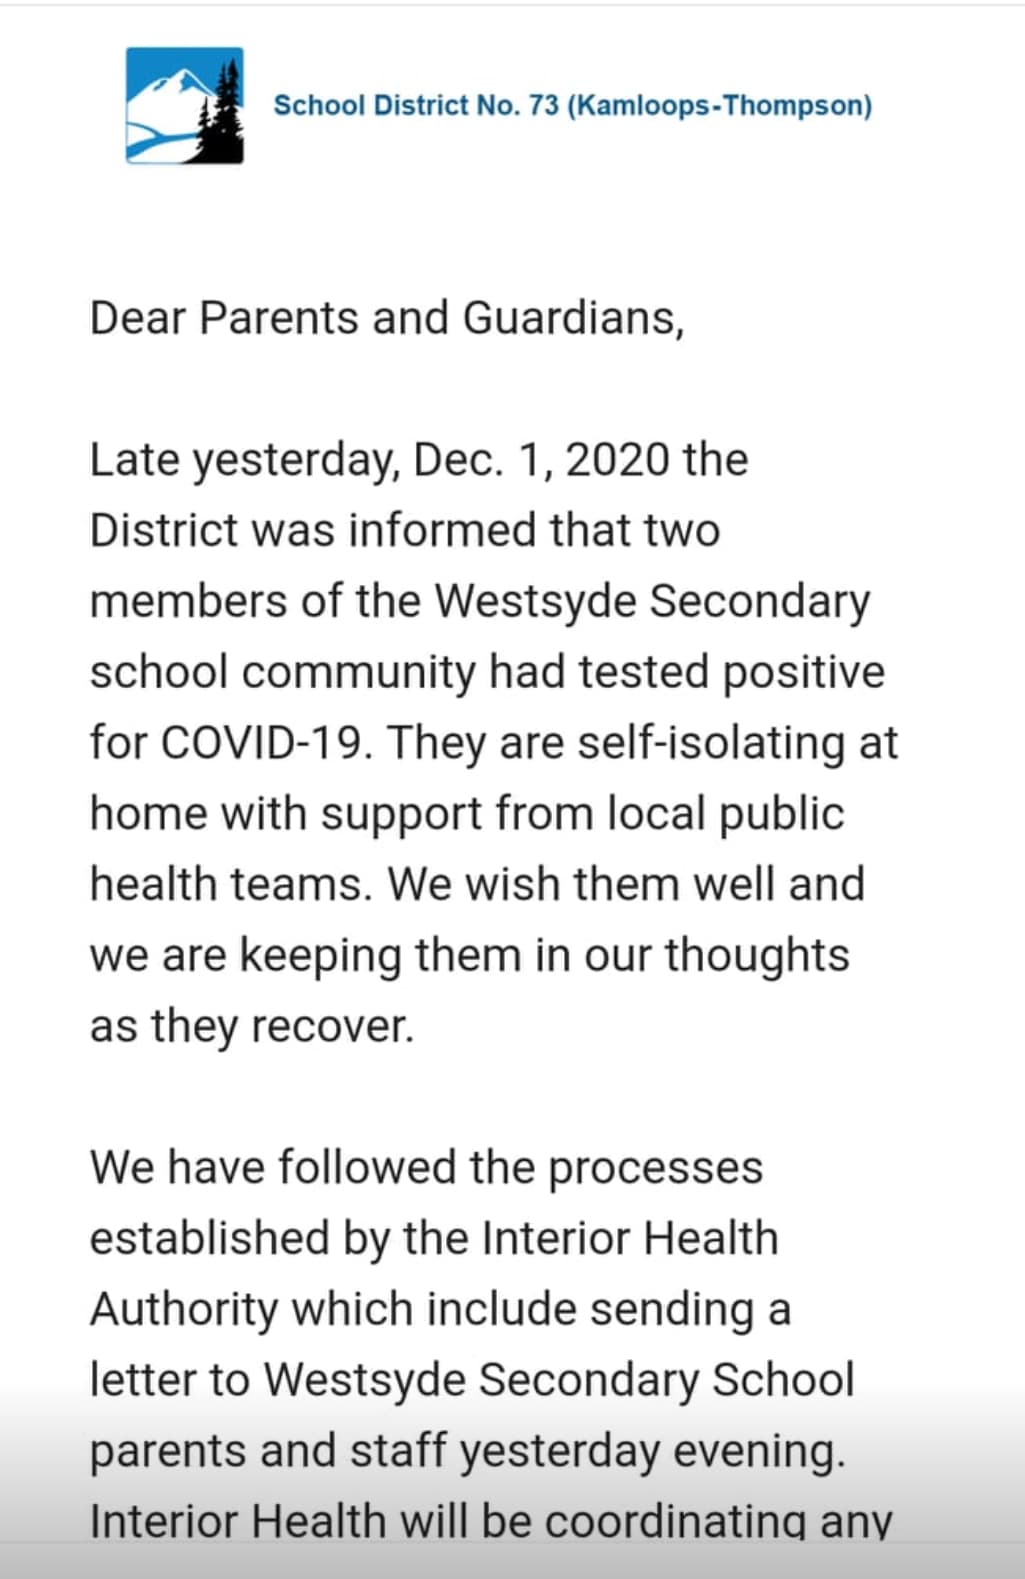 School District No. 73 (Kamloops-Thompson)
Dear Parents and Guardians,
Late yesterday, Dec. 1, 2020 the
District was informed that two
members of the Westsyde Secondary
school community had tested positive
for COVID-19. They are self-isolating at
home with support from local public
health teams. We wish them well and
we are keeping them in our thoughts
as they recover.
We have followed the processes
established by the Interior Health
Authority which include sending a
letter to Westsyde Secondary School
parents and staff yesterday evening.
Interior Health will be coordinating any